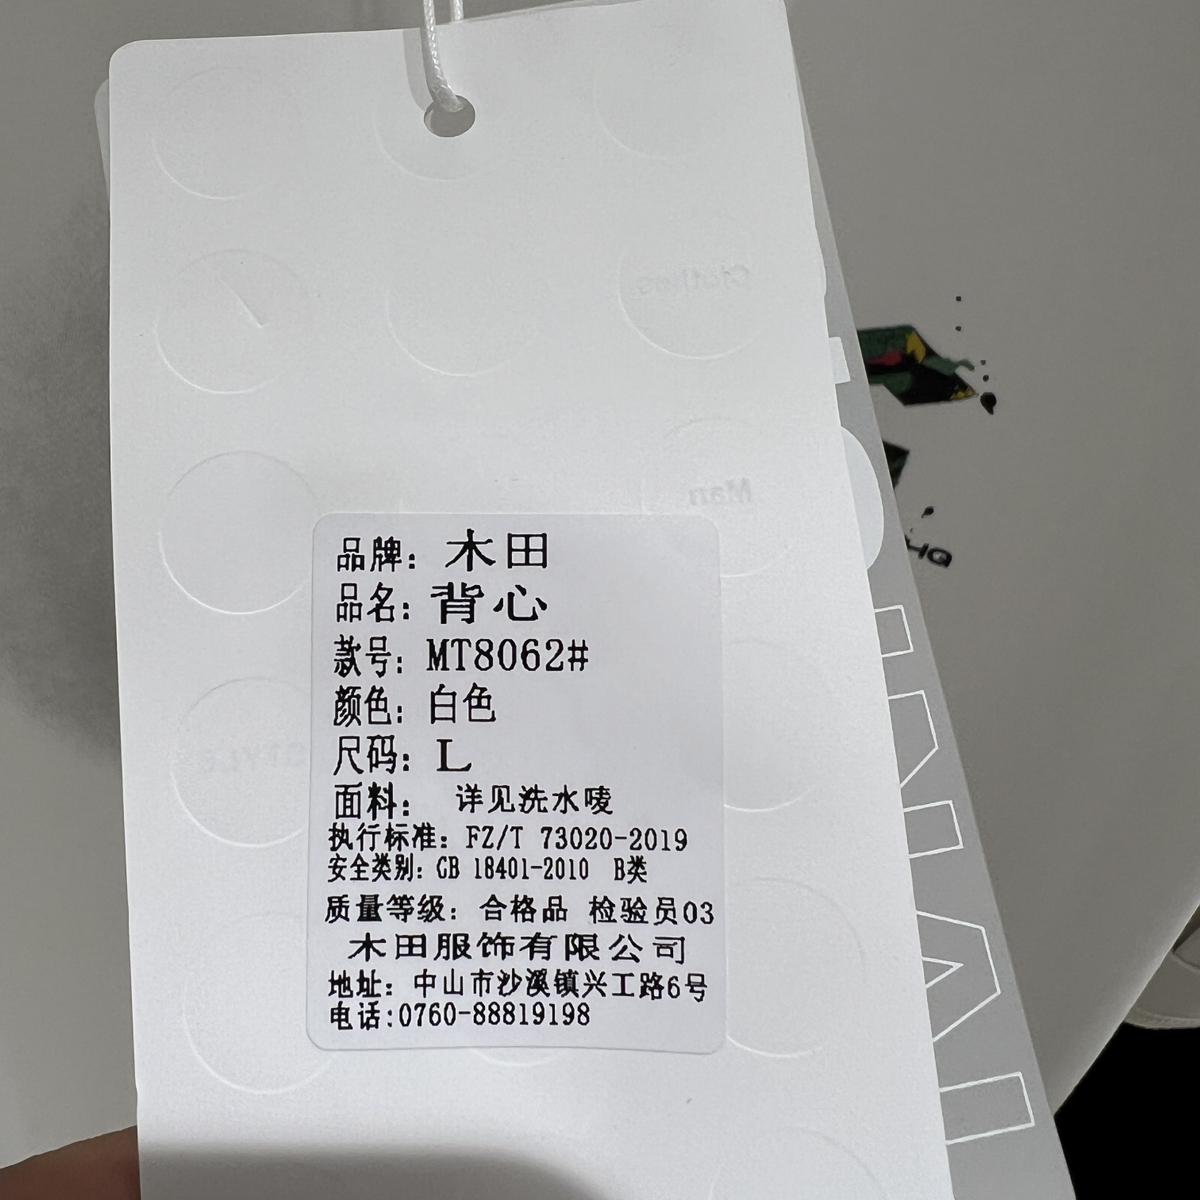 Clothes
Man
STYLE
HQ
品牌：木田
品名：背心
款号：MT8062#
颜色：白色
尺码：L
面料： 详见洗水唛
执行标准：FZ/T 73020-2019
安全类别：GB 18401-2010 B类
质量等级：合格品 检验员03
木田服饰有限公司
地址：中山市沙溪镇兴工路6号
电话:0760-88819198